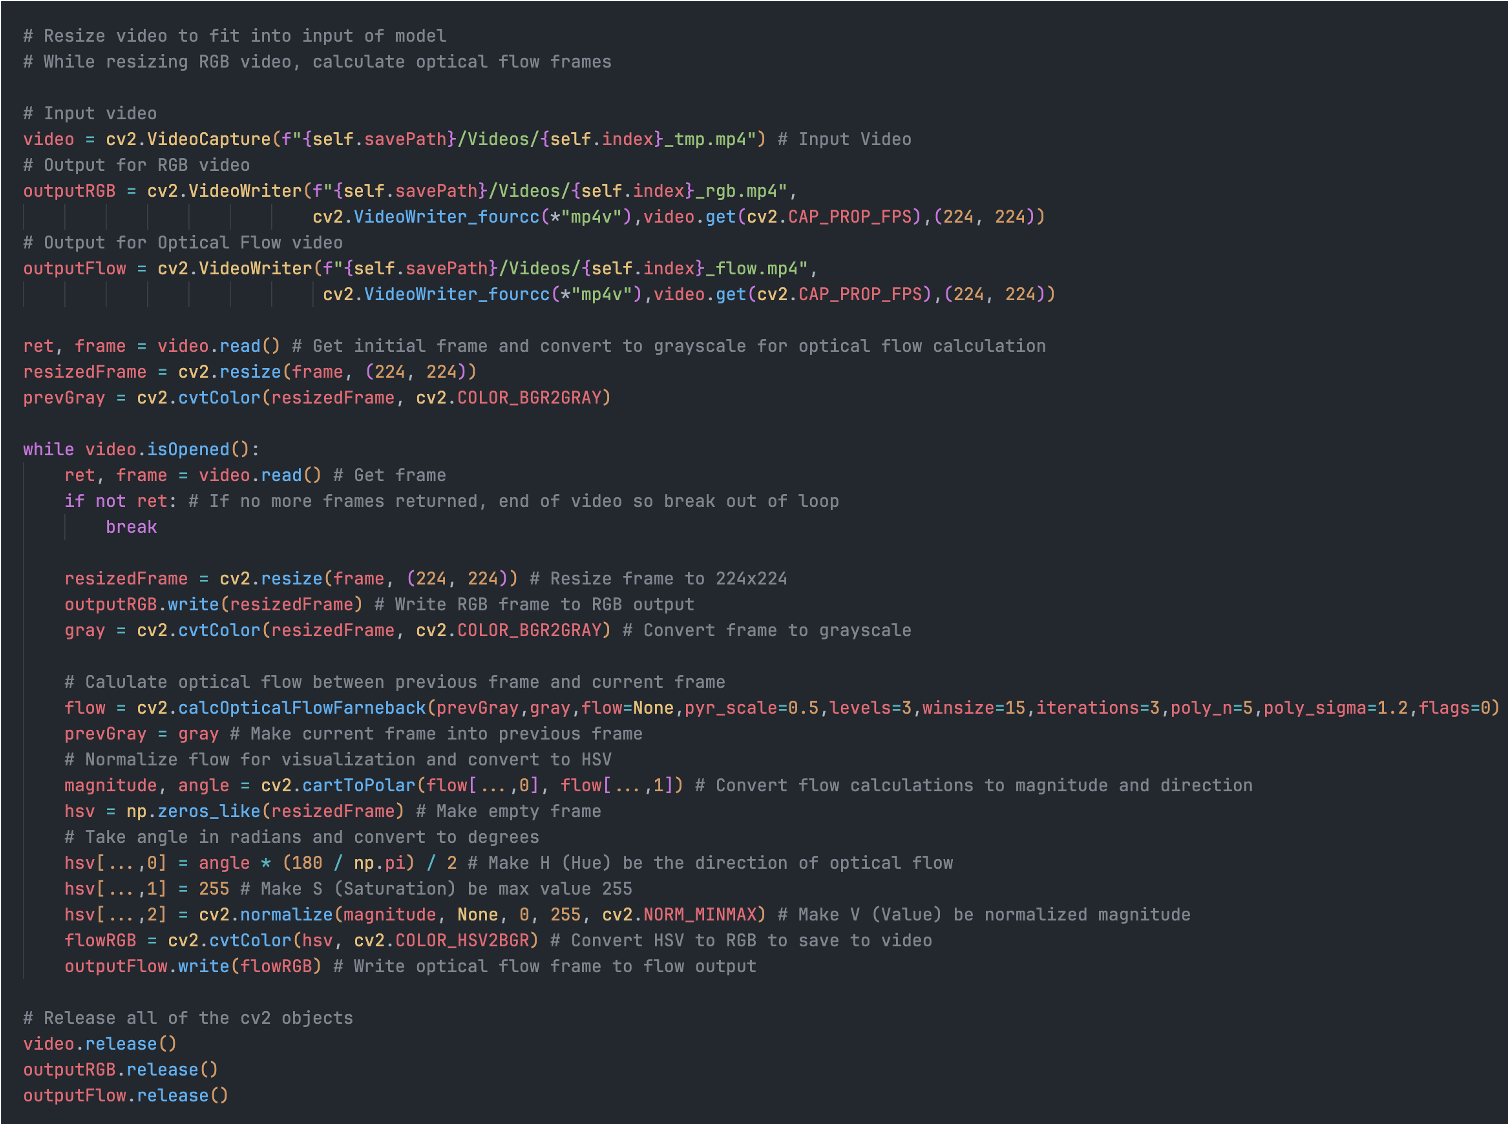 # Resize video to fit into input of model
# While resizing RGB video, calculate optical flow frames
# Input video
video = cv2.VideoCapture(f"{self.savePath}/Videos/{self.index}_tmp.mp4") # Input Video
# Output for RGB video
outputRGB = cv2.VideoWriter(f"{self.savePath}/Videos/{self.index}_rgb.mp4",
cv2.VideoWriter_fourcc(*"mp4v"),video.get(cv2.CAP_PROP_FPS),(224, 224))
# Output for Optical Flow video
outputFlow = cv2.VideoWriter(f"{self.savePath}/Videos/{self.index}_flow.mp4",
cv2.VideoWriter_fourcc(*"mp4v"),video.get(cv2.CAP_PROP_FPS),(224, 224))
ret, frame = video.read() # Get initial frame and convert to grayscale for optical flow calculation
resizedFrame = cv2.resize(frame, (224, 224))
prevGray = cv2.cvtColor(resizedFrame, cv2.COLOR_BGR2GRAY)
while video.isOpened():
    ret, frame = video.read() # Get frame
    if not ret: # If no more frames returned, end of video so break out of loop
        break
    resizedFrame = cv2.resize(frame, (224, 224)) # Resize frame to 224x224
    outputRGB.write(resizedFrame) # Write RGB frame to RGB output
    gray = cv2.cvtColor(resizedFrame, cv2.COLOR_BGR2GRAY) # Convert frame to grayscale
    # Calulate optical flow between previous frame and current frame
    flow = cv2.calcOpticalFlowFarneback(prevGray,gray,flow=None,pyr_scale=0.5,levels=3,winsize=15,iterations=3,poly_n=5,poly_sigma=1.2,flags=0)
    prevGray = gray # Make current frame into previous frame
    # Normalize flow for visualization and convert to HSV
    magnitude, angle = cv2.cartToPolar(flow[...,0], flow[...,1]) # Convert flow calculations to magnitude and direction
    hsv = np.zeros_like(resizedFrame) # Make empty frame
    # Take angle in radians and convert to degrees
    hsv[...,0] = angle * (180 / np.pi) / 2 # Make H (Hue) be the direction of optical flow
    hsv[...,1] = 255 # Make S (Saturation) be max value 255
    hsv[...,2] = cv2.normalize(magnitude, None, 0, 255, cv2.NORM_MINMAX) # Make V (Value) be normalized magnitude
    flowRGB = cv2.cvtColor(hsv, cv2.COLOR_HSV2BGR) # Convert HSV to RGB to save to video
    outputFlow.write(flowRGB) # Write optical flow frame to flow output
# Release all of the cv2 objects
video.release()
outputRGB.release()
outputFlow.release()